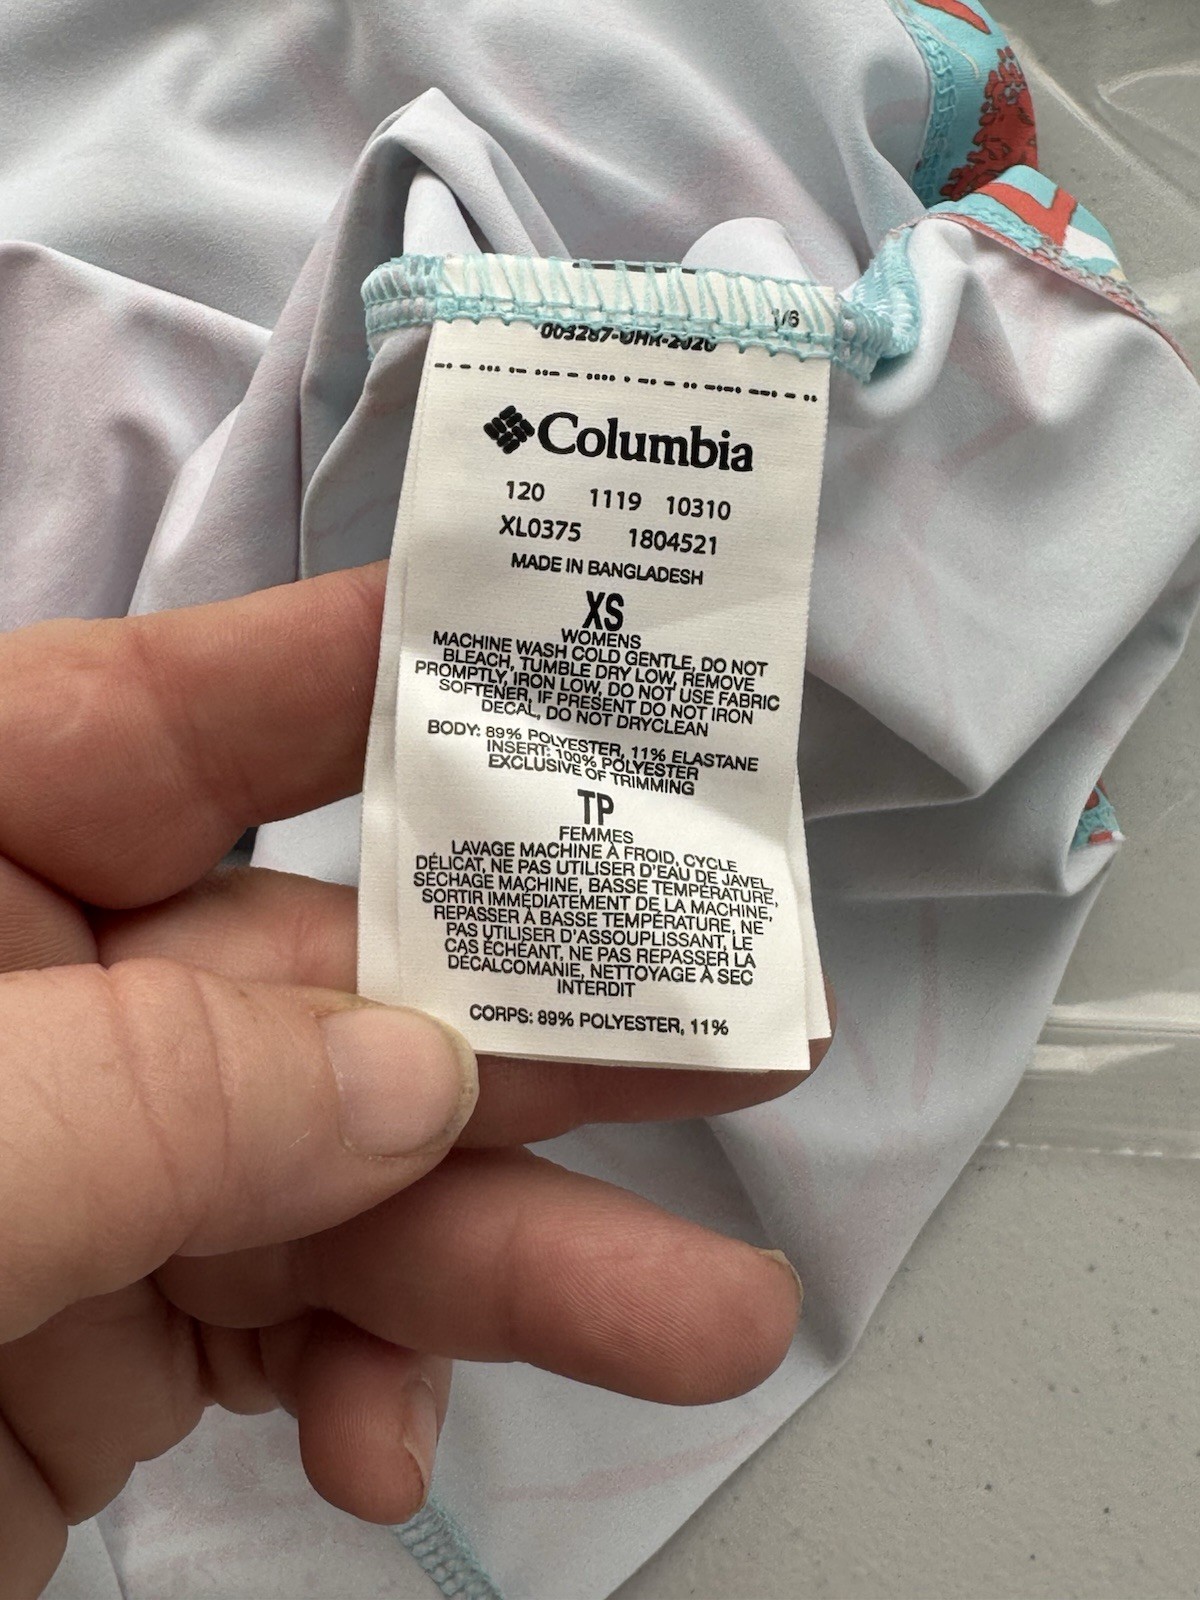 1/6
003287-UHR-2020
Columbia
120 1119 10310
XL0375 1804521
MADE IN BANGLADESH
XS
WOMENS
MACHINE WASH COLD GENTLE, DO NOT
BLEACH, TUMBLE DRY LOW, REMOVE
PROMPTLY, IRON LOW, DO NOT USE FABRIC
SOFTENER, IF PRESENT DO NOT IRON
DECAL, DO NOT DRYCLEAN
BODY: 89% POLYESTER, 11% ELASTANE
INSERT: 100% POLYESTER
EXCLUSIVE OF TRIMMING
TP
FEMMES
LAVAGE MACHINE À FROID, CYCLE
DÉLICAT, NE PAS UTILISER D'EAU DE JAVEL,
SÉCHAGE MACHINE, BASSE TEMPÉRATURE,
SORTIR IMMÉDIATEMENT DE LA MACHINE,
REPASSER À BASSE TEMPÉRATURE, NE
PAS UTILISER D'ASSOUPLISSANT, LE
CAS ÉCHÉANT, NE PAS REPASSER LA
DÉCALCOMANIE, NETTOYAGE À SEC
INTERDIT
CORPS: 89% POLYESTER, 11%